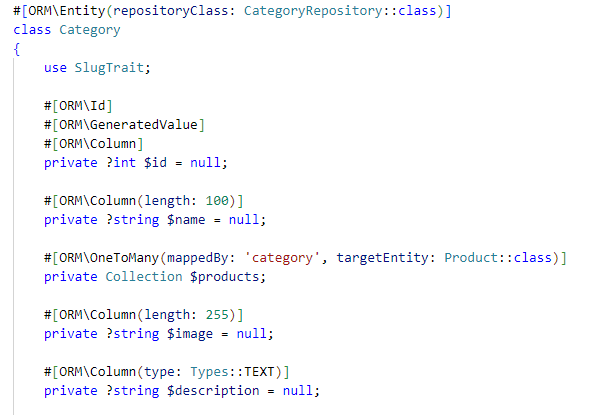 #[ORM\Entity(repositoryClass: CategoryRepository::class)]
class Category
{
    use SlugTrait;

    #[ORM\Id]
    #[ORM\GeneratedValue]
    #[ORM\Column]
    private ?int $id = null;

    #[ORM\Column(length: 100)]
    private ?string $name = null;

    #[ORM\OneToMany(mappedBy: 'category', targetEntity: Product::class)]
    private Collection $products;

    #[ORM\Column(length: 255)]
    private ?string $image = null;

    #[ORM\Column(type: Types::TEXT)]
    private ?string $description = null;